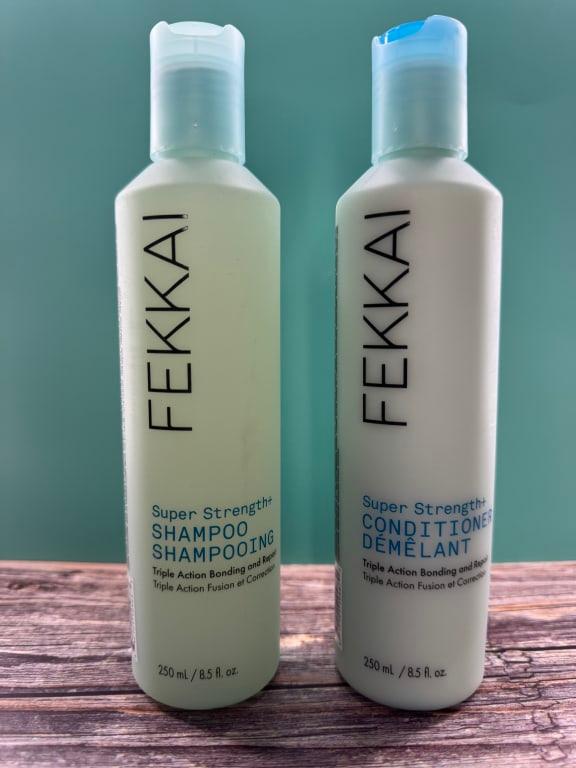 FEKKAI
Super Strength+
SHAMPOO
SHAMPOOING
Triple Action Bonding and Repair
Triple Action Fusion et Correction
250 mL / 8.5 fl. oz.
FEKKAI
Super Strength+
CONDITIONER
DÉMÊLANT
Triple Action Bonding and Repair
Triple Action Fusion et Correction
250 mL / 8.5 fl. oz.